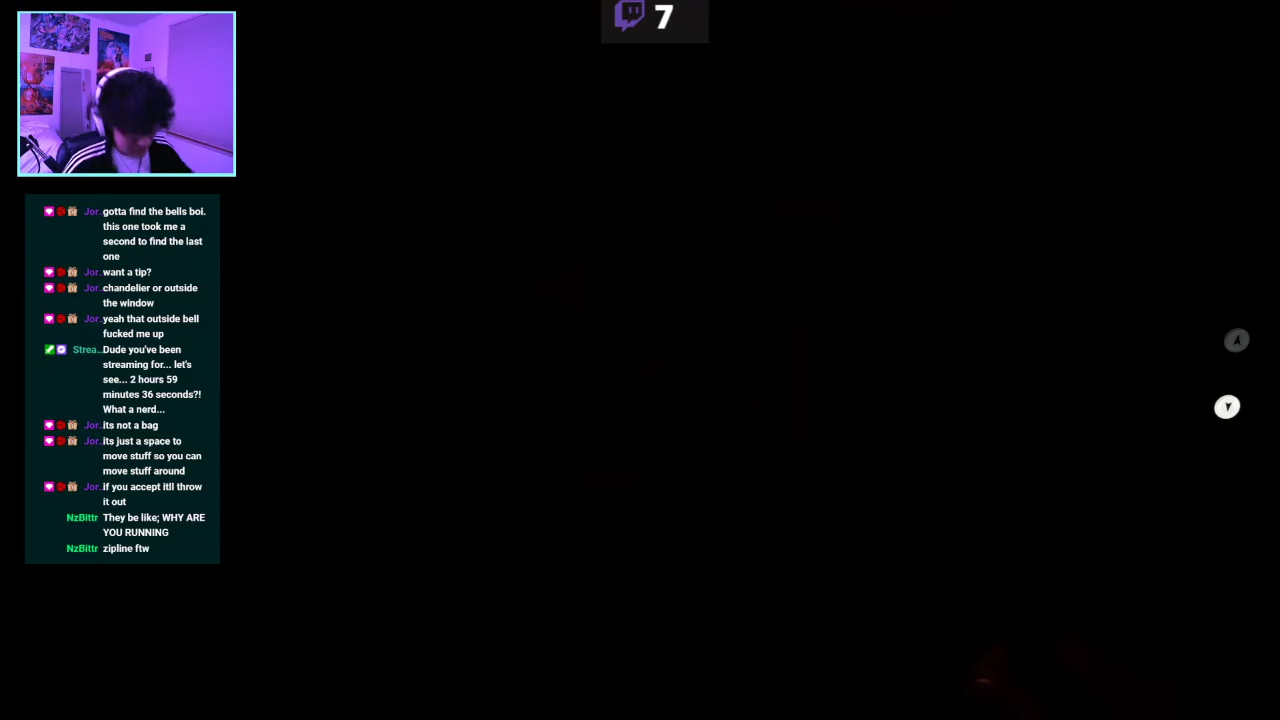 7
Jor...gotta find the bells boi.
this one took me a
second to find the last
one
Jor...want a tip?
Jor...chandelier or outside
the window
Jor...yeah that outside bell
fucked me up
Strea...Dude you've been
streaming for... let's
see... 2 hours 59
minutes 36 seconds?!
What a nerd...
Jor...its not a bag
Jor...its just a space to
move stuff so you can
move stuff around
Jor...if you accept itll throw
it out
NzBittr They be like; WHY ARE
YOU RUNNING
NzBittr zipline ftw